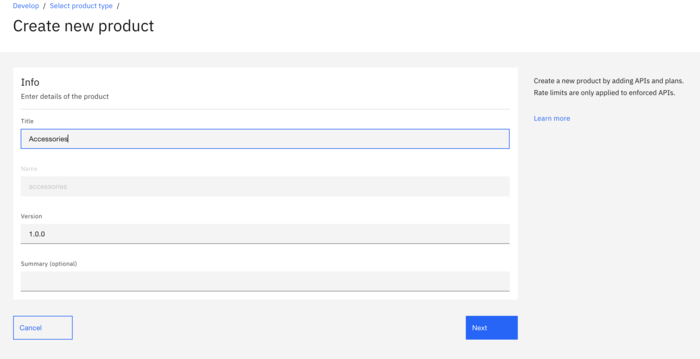 Develop / Select product type /
Create new product
Info
Enter details of the product
Title
Accessories
Name
accessories
Version
1.0.0
Summary (optional)
Cancel
Next
Create a new product by adding APIs and plans.
Rate limits are only applied to enforced APIs.
Learn more